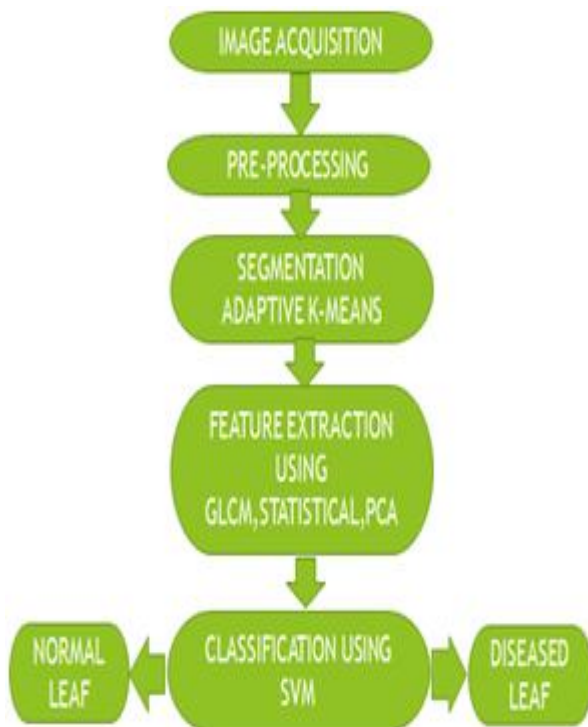 IMAGE ACQUISITION
PRE-PROCESSING
SEGMENTATION
ADAPTIVE K-MEANS
FEATURE EXTRACTION
USING
GLCM,STATISTICAL,PCA
NORMAL
LEAF
CLASSIFICATION USING
SVM
DISEASED
LEAF